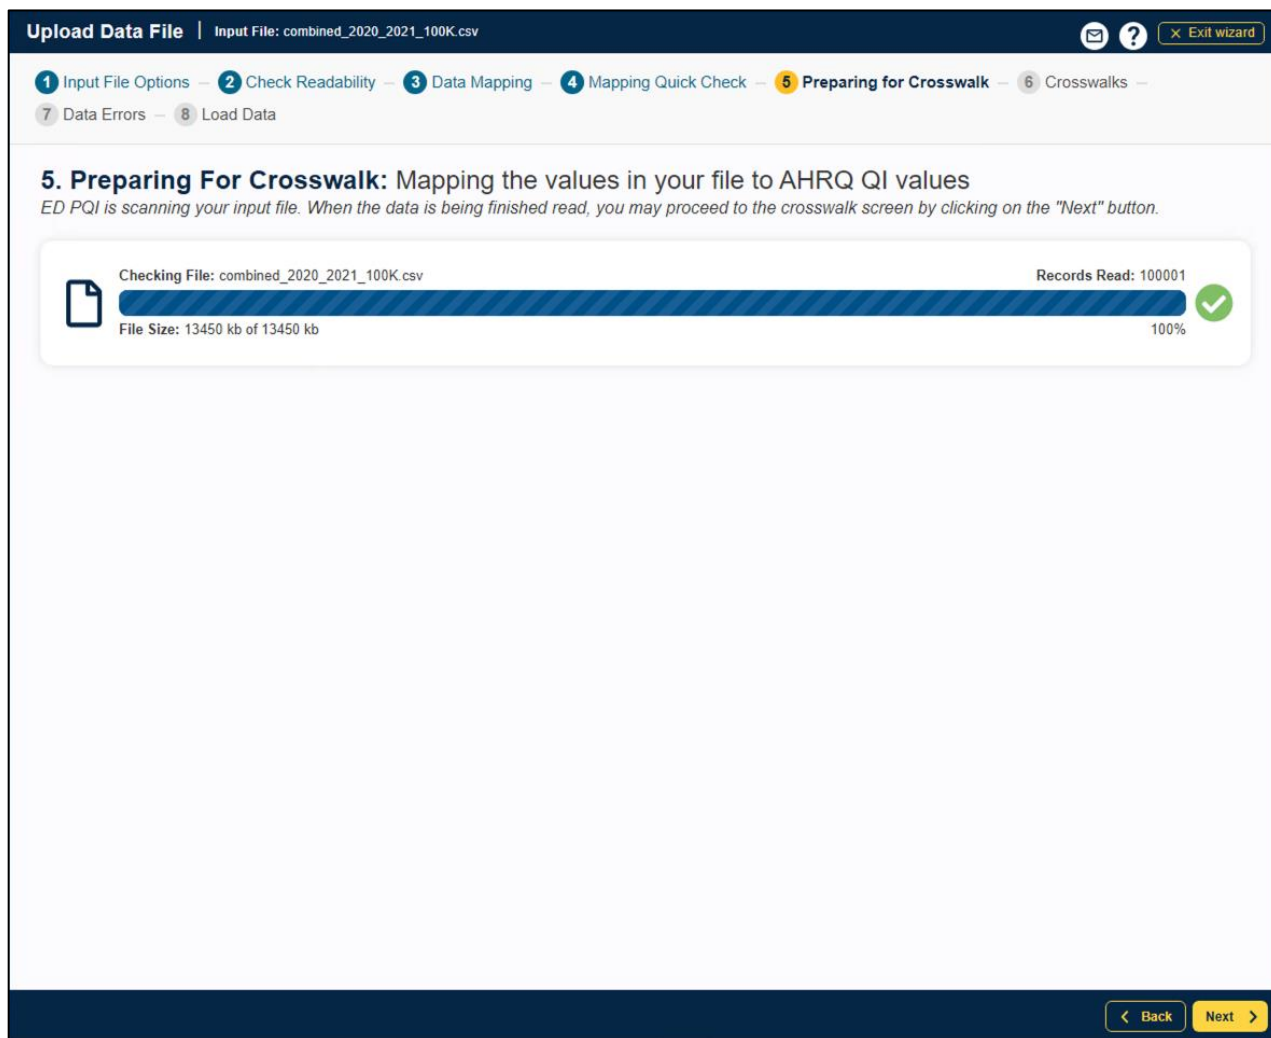 Upload Data File | Input File: combined_2020_2021_100K.csv
? × Exit wizard
1 Input File Options – 2 Check Readability – 3 Data Mapping – 4 Mapping Quick Check – 5 Preparing for Crosswalk – 6 Crosswalks –
7 Data Errors – 8 Load Data
5. Preparing For Crosswalk: Mapping the values in your file to AHRQ QI values
ED PQI is scanning your input file. When the data is being finished read, you may proceed to the crosswalk screen by clicking on the "Next" button.
Checking File: combined_2020_2021_100K.csv
Records Read: 100001
File Size: 13450 kb of 13450 kb
100%
Back
Next